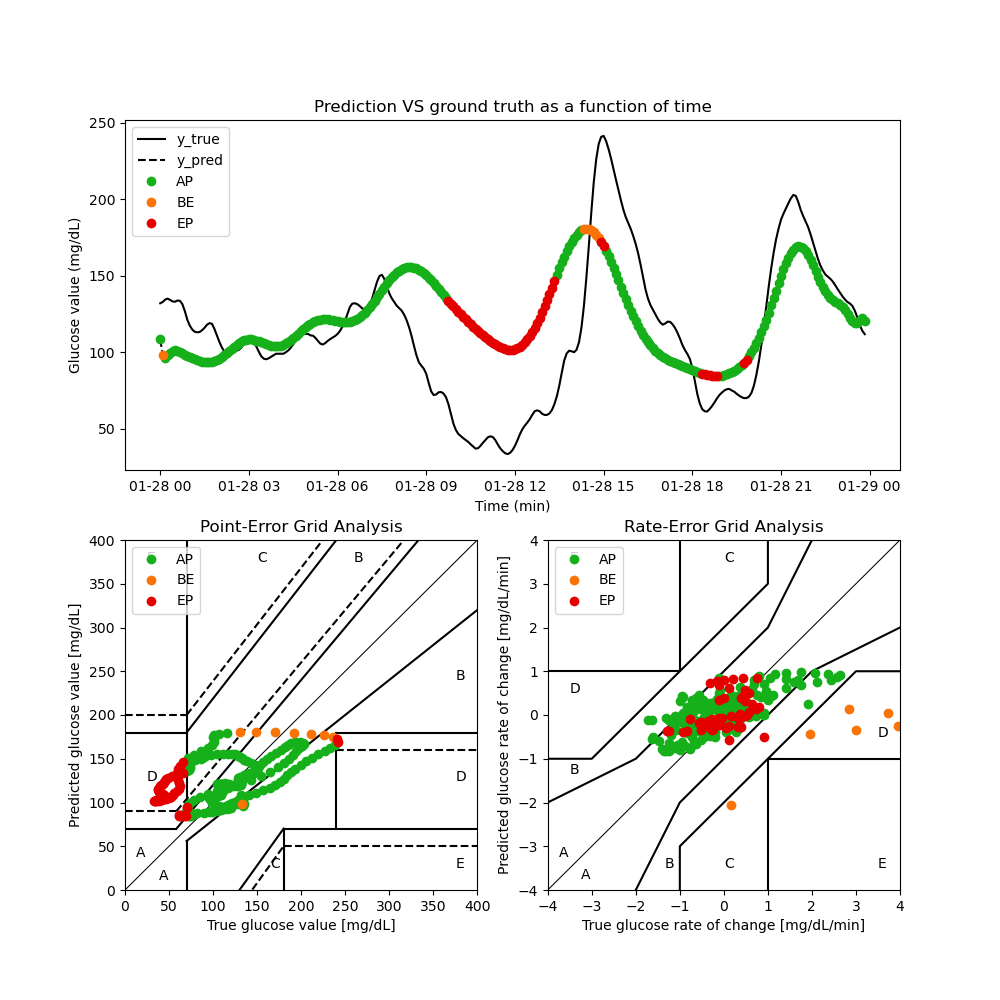 Prediction VS ground truth as a function of time
Glucose value (mg/dL)
250
200
150
100
50
y_true
y_pred
AP
BE
EP
01-28 00 01-28 03 01-28 06 01-28 09 01-28 12 01-28 15 01-28 18 01-28 21 01-29 00
Time (min)
Point-Error Grid Analysis
Predicted glucose value [mg/dL]
400
350
300
250
200
150
100
50
0
AP
BE
EP
C
B
B
D
D
A
A
C
E
0 50 100 150 200 250 300 350 400
True glucose value [mg/dL]
Rate-Error Grid Analysis
Predicted glucose rate of change [mg/dL/min]
4
3
2
1
0
−1
−2
−3
−4
AP
BE
EP
C
D
D
B
A
A
B
C
E
−4 −3 −2 −1 0 1 2 3 4
True glucose rate of change [mg/dL/min]